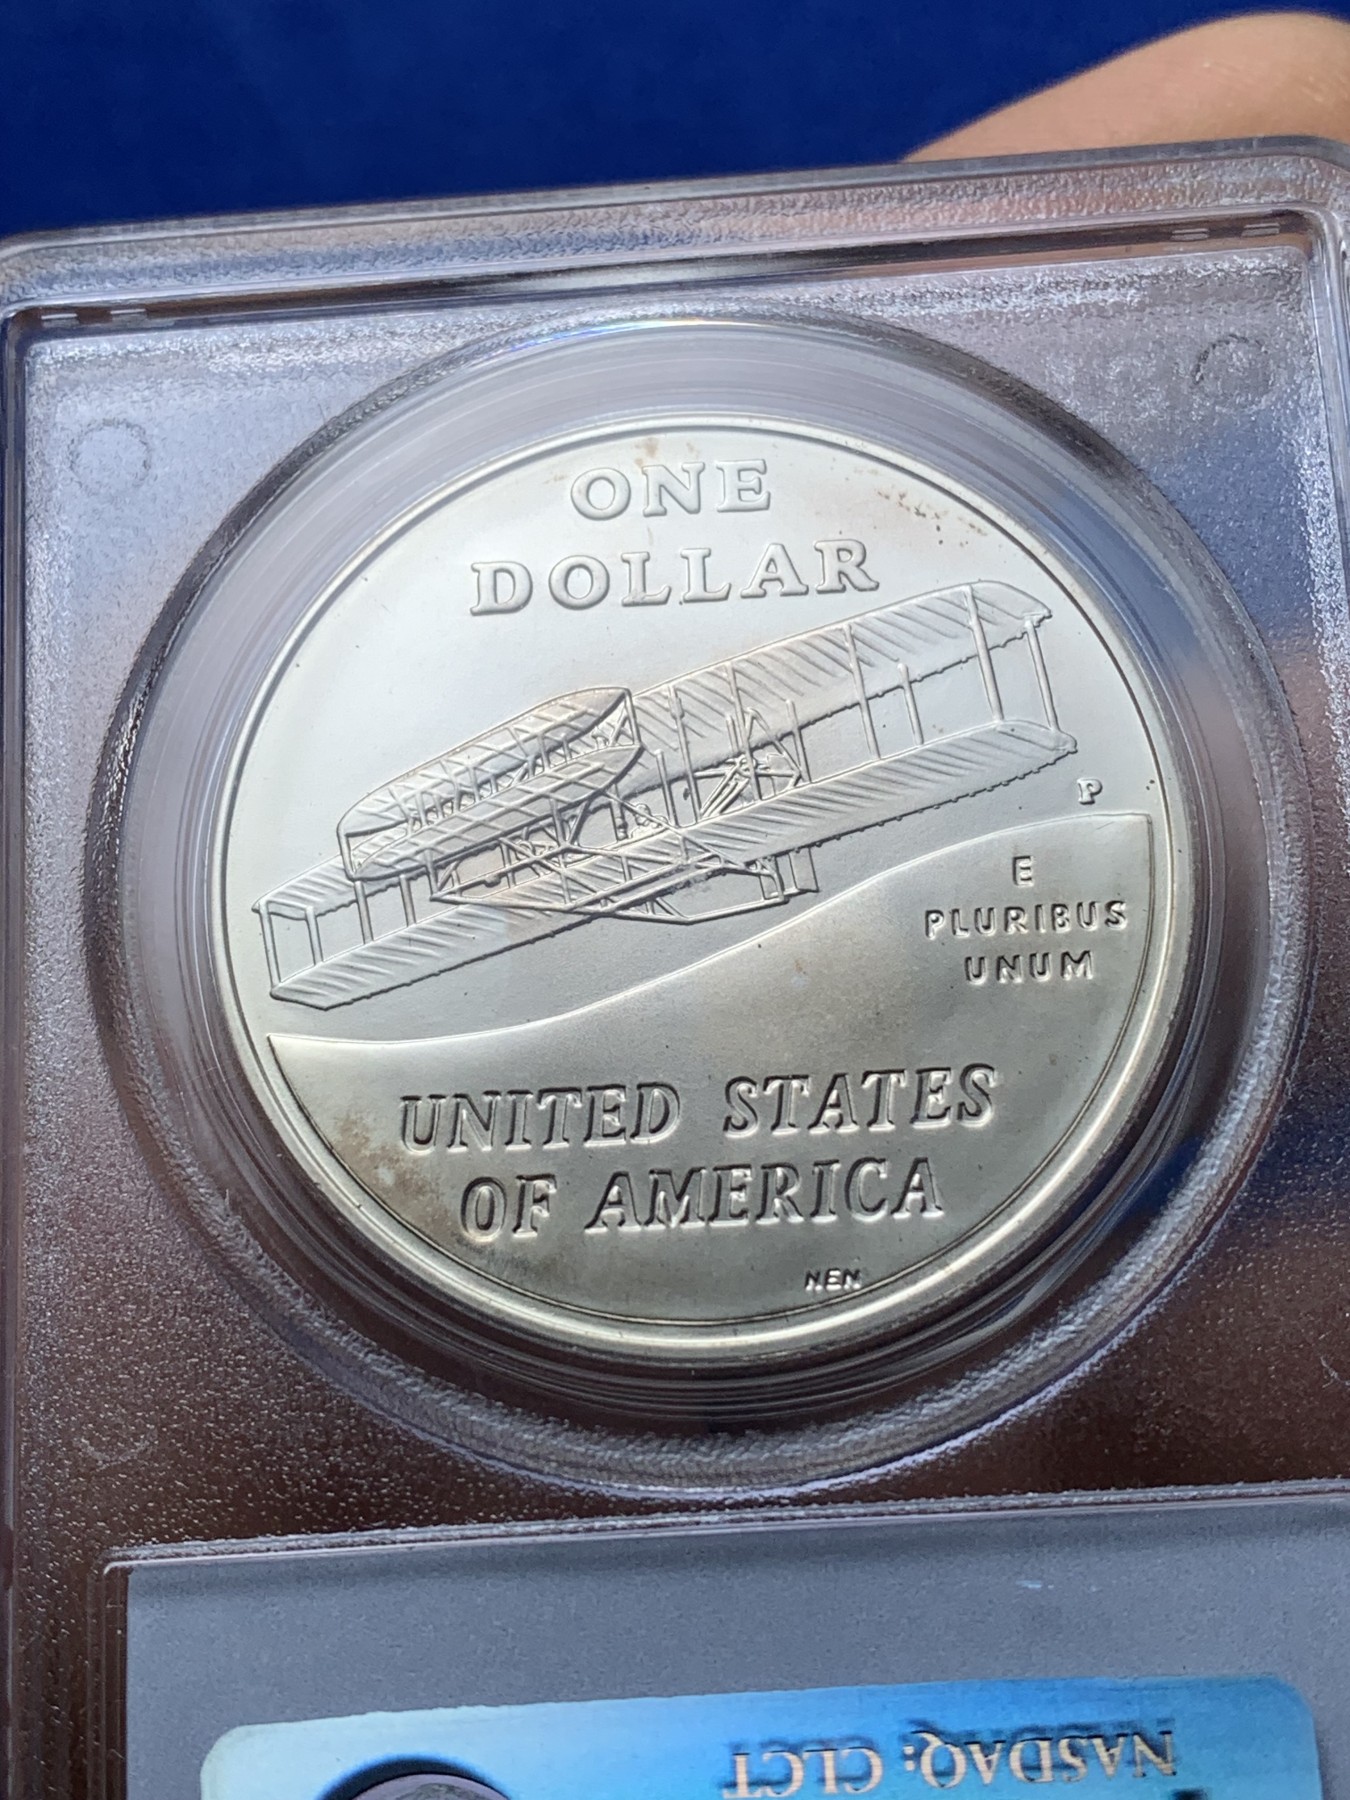 ONE
DOLLAR
P
E
PLURIBUS
UNUM
UNITED STATES
OF AMERICA
NEN
NASDAQ: CLCT